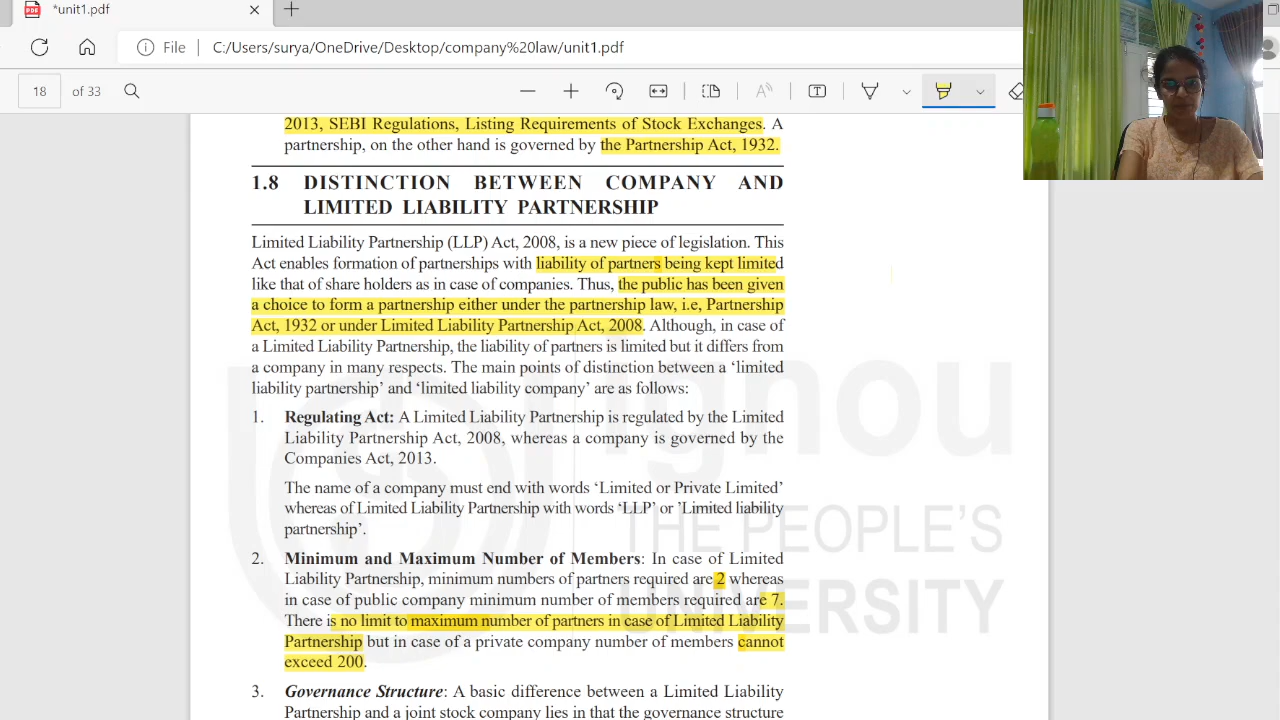 *unit1.pdf
File C:/Users/surya/OneDrive/Desktop/company%20law/unit1.pdf
18 of 33
2013, SEBI Regulations, Listing Requirements of Stock Exchanges. A
partnership, on the other hand is governed by the Partnership Act, 1932.
1.8 DISTINCTION BETWEEN COMPANY AND
LIMITED LIABILITY PARTNERSHIP
Limited Liability Partnership (LLP) Act, 2008, is a new piece of legislation. This
Act enables formation of partnerships with liability of partners being kept limited
like that of share holders as in case of companies. Thus, the public has been given
a choice to form a partnership either under the partnership law, i.e, Partnership
Act, 1932 or under Limited Liability Partnership Act, 2008. Although, in case of
a Limited Liability Partnership, the liability of partners is limited but it differs from
a company in many respects. The main points of distinction between a ‘limited
liability partnership’ and ‘limited liability company’ are as follows:
1. Regulating Act: A Limited Liability Partnership is regulated by the Limited
Liability Partnership Act, 2008, whereas a company is governed by the
Companies Act, 2013.
The name of a company must end with words ‘Limited or Private Limited’
whereas of Limited Liability Partnership with words ‘LLP’ or ’Limited liability
partnership’.
2. Minimum and Maximum Number of Members: In case of Limited
Liability Partnership, minimum numbers of partners required are 2 whereas
in case of public company minimum number of members required are 7.
There is no limit to maximum number of partners in case of Limited Liability
Partnership but in case of a private company number of members cannot
exceed 200.
3. Governance Structure: A basic difference between a Limited Liability
Partnership and a joint stock company lies in that the governance structure
ignou
THE PEOPLE'S
UNIVERSITY